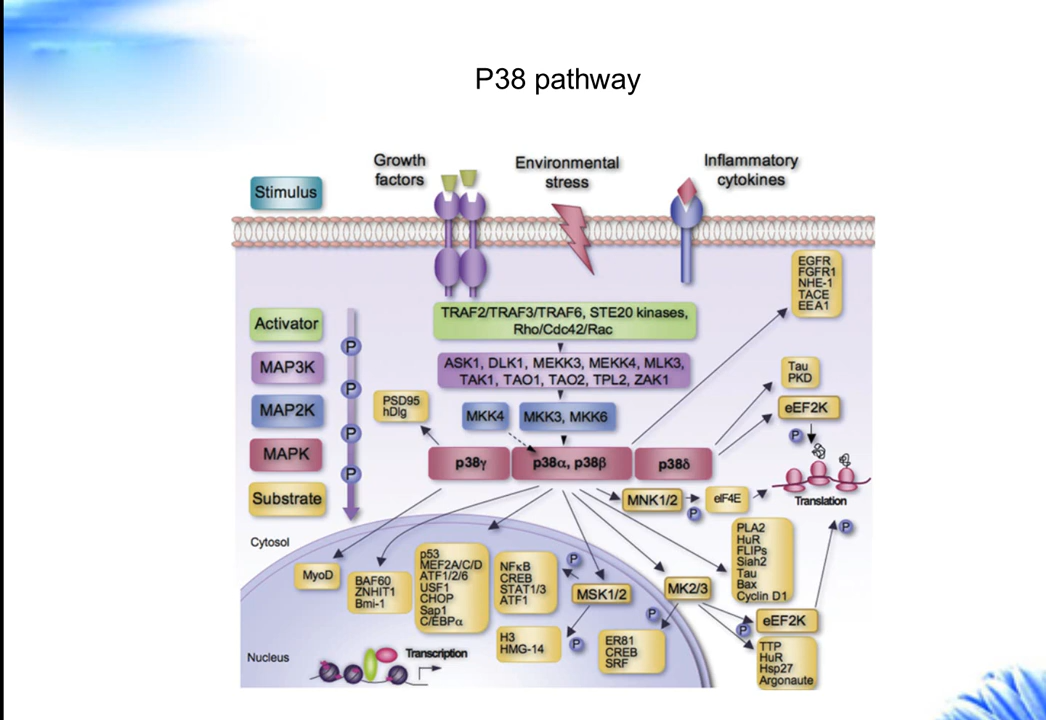 P38 pathway
Growth
factors
Environmental
stress
Inflammatory
cytokines
Stimulus
EGFR
FGFR1
NHE-1
TACE
EEA1
Activator
TRAF2/TRAF3/TRAF6, STE20 kinases,
Rho/Cdc42/Rac
P
MAP3K
ASK1, DLK1, MEKK3, MEKK4, MLK3,
TAK1, TAO1, TAO2, TPL2, ZAK1
P
Tau
PKD
MAP2K
PSD95
hDlg
MKK4
MKK3, MKK6
eEF2K
P
P
MAPK
p38γ
p38α, p38β
p38δ
P
Substrate
MNK1/2
P
eIF4E
Translation
Cytosol
P
MyoD
BAF60
ZNHIT1
Bmi-1
p53
MEF2A/C/D
ATF1/2/6
USF1
CHOP
Sap1
C/EBPα
NFκB
CREB
STAT1/3
ATF1
P
MSK1/2
MK2/3
PLA2
HuR
FLIPs
Siah2
Tau
Bax
Cyclin D1
H3
HMG-14
P
P
ER81
CREB
SRF
P
eEF2K
TTP
HuR
Hsp27
Argonaute
Nucleus
Transcription